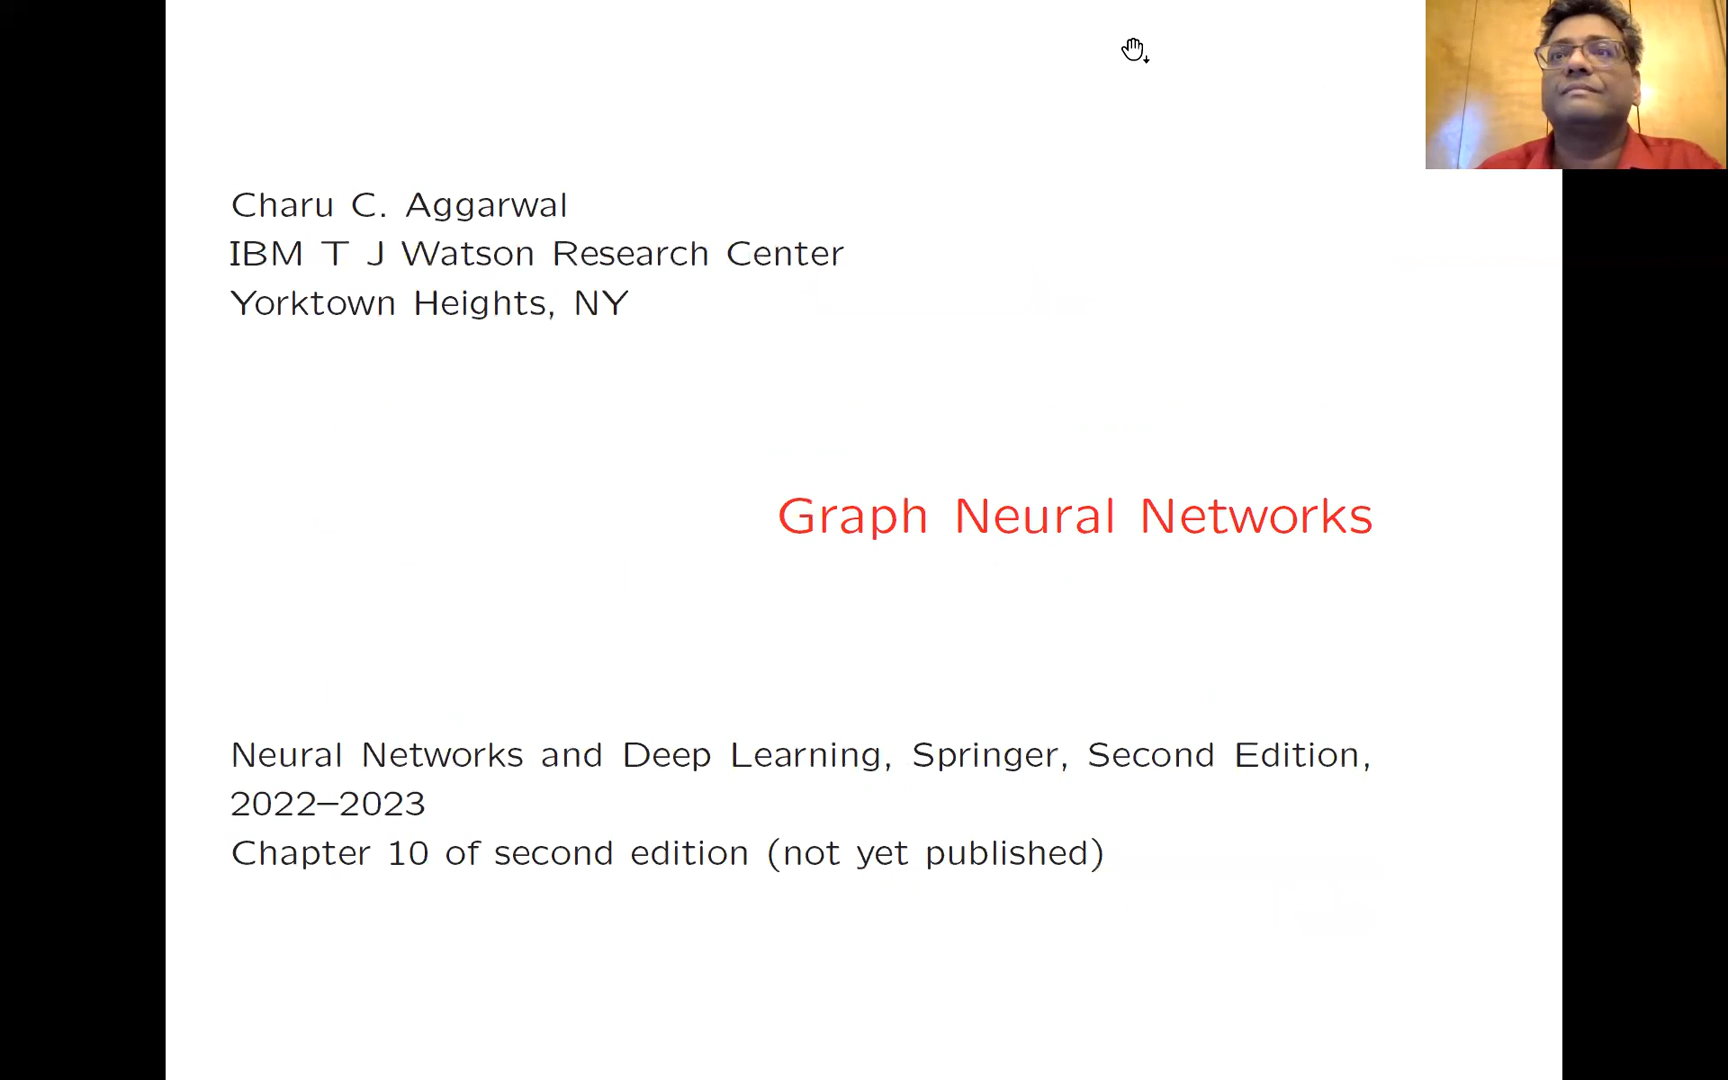 Charu C. Aggarwal
IBM T J Watson Research Center
Yorktown Heights, NY
Graph Neural Networks
Neural Networks and Deep Learning, Springer, Second Edition,
2022–2023
Chapter 10 of second edition (not yet published)